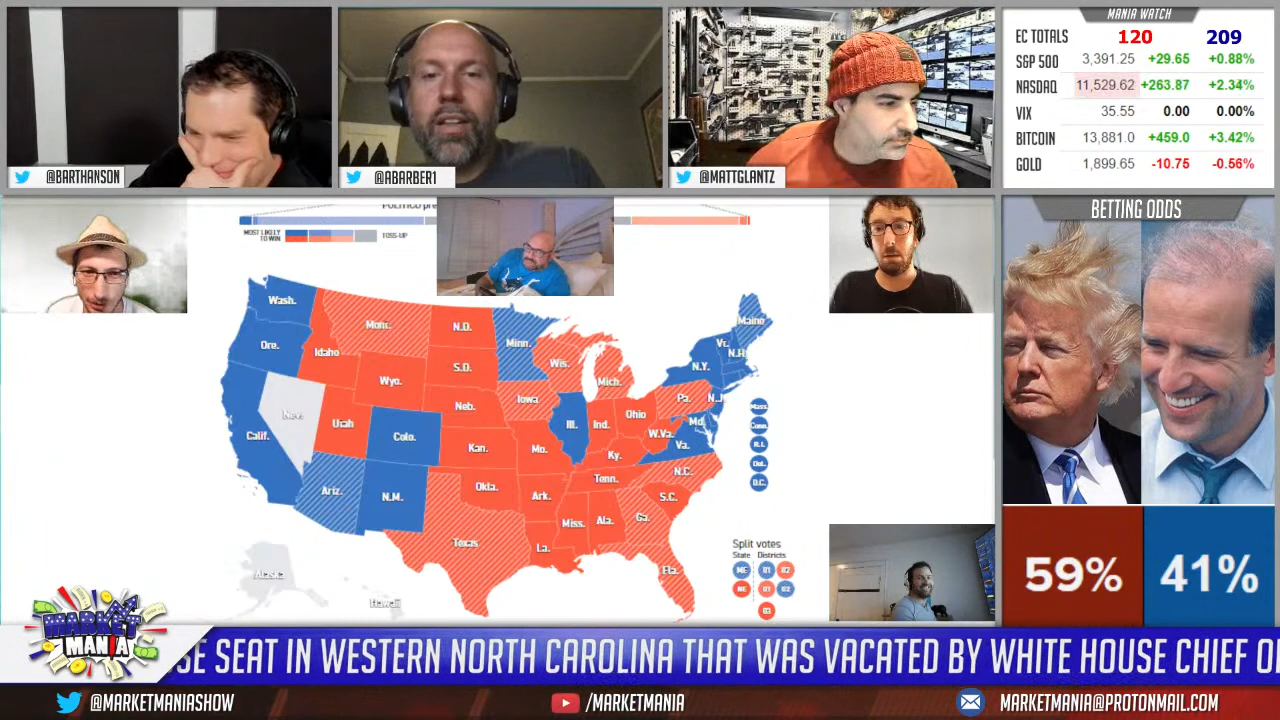 @BARTHANSON
@ABARBER1
@MATTGLANTZ
MANIA WATCH
EC TOTALS 120 209
S&P 500 3,391.25 +29.65 +0.88%
NASDAQ 11,529.62 +263.87 +2.34%
VIX 35.55 0.00 0.00%
BITCOIN 13,881.0 +459.0 +3.42%
GOLD 1,899.65 -10.75 -0.56%
BETTING ODDS
59% 41%
MOST LIKELY
TO WIN
TOSS-UP
Wash.
Ore.
Calif.
Nev.
Idaho
Mont.
Wyo.
Utah
Colo.
Ariz.
N.M.
N.D.
S.D.
Neb.
Kan.
Okla.
Texas
Minn.
Iowa
Mo.
Ark.
La.
Wis.
Ill.
Mich.
Ind.
Ohio
Ky.
Tenn.
Miss.
Ala.
Ga.
Fla.
S.C.
N.C.
W.Va.
Va.
Md.
Pa.
N.J.
N.Y.
Vt.
N.H.
Maine
Mass.
Conn.
R.I.
Del.
D.C.
Alaska
Hawaii
Split votes
State Districts
ME 01 02
NE 01 02
03
MARKET
MANIA
SE SEAT IN WESTERN NORTH CAROLINA THAT WAS VACATED BY WHITE HOUSE CHIEF
@MARKETMANIASHOW
/MARKETMANIA
MARKETMANIA@PROTONMAIL.COM